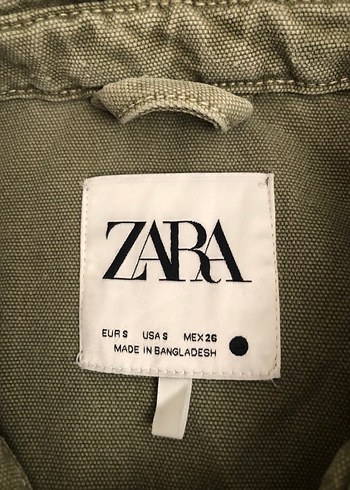 ZARA
EUR S USA S MEX 26
MADE IN BANGLADESH